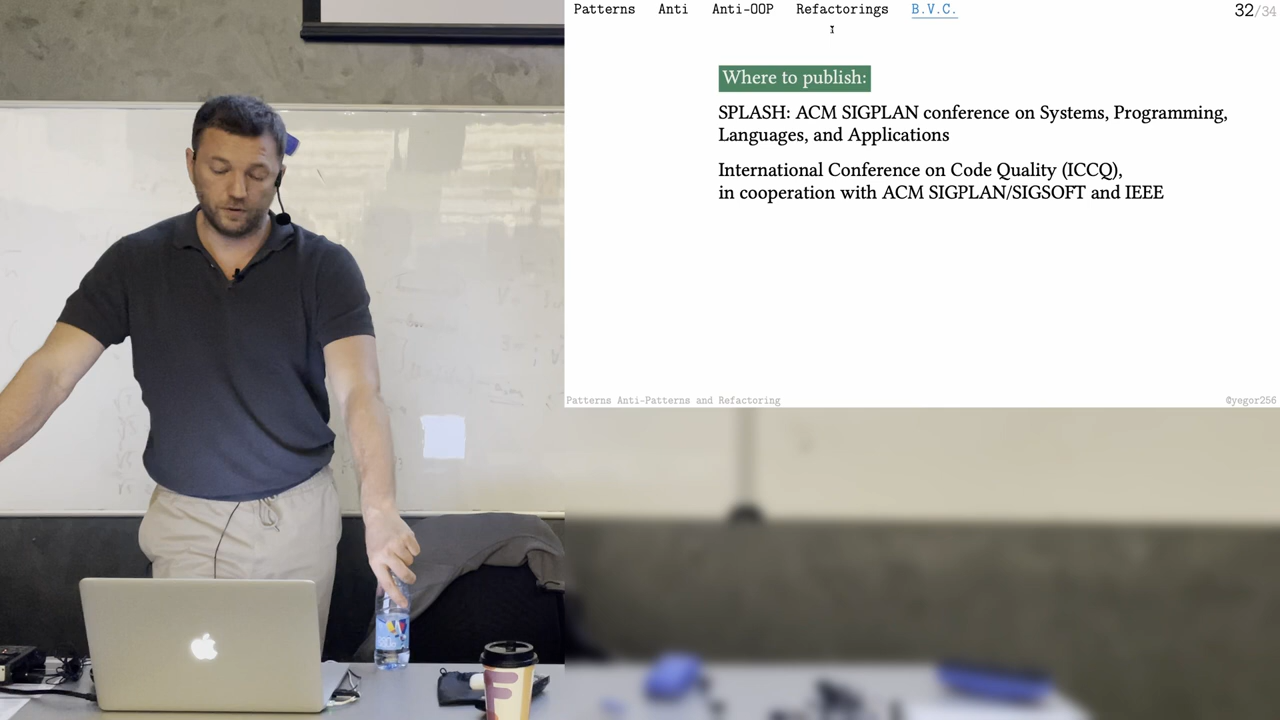 Patterns Anti Anti-OOP Refactorings B.V.C. 32/34
Where to publish:
SPLASH: ACM SIGPLAN conference on Systems, Programming,
Languages, and Applications
International Conference on Code Quality (ICCQ),
in cooperation with ACM SIGPLAN/SIGSOFT and IEEE
Patterns Anti-Patterns and Refactoring @yegor256